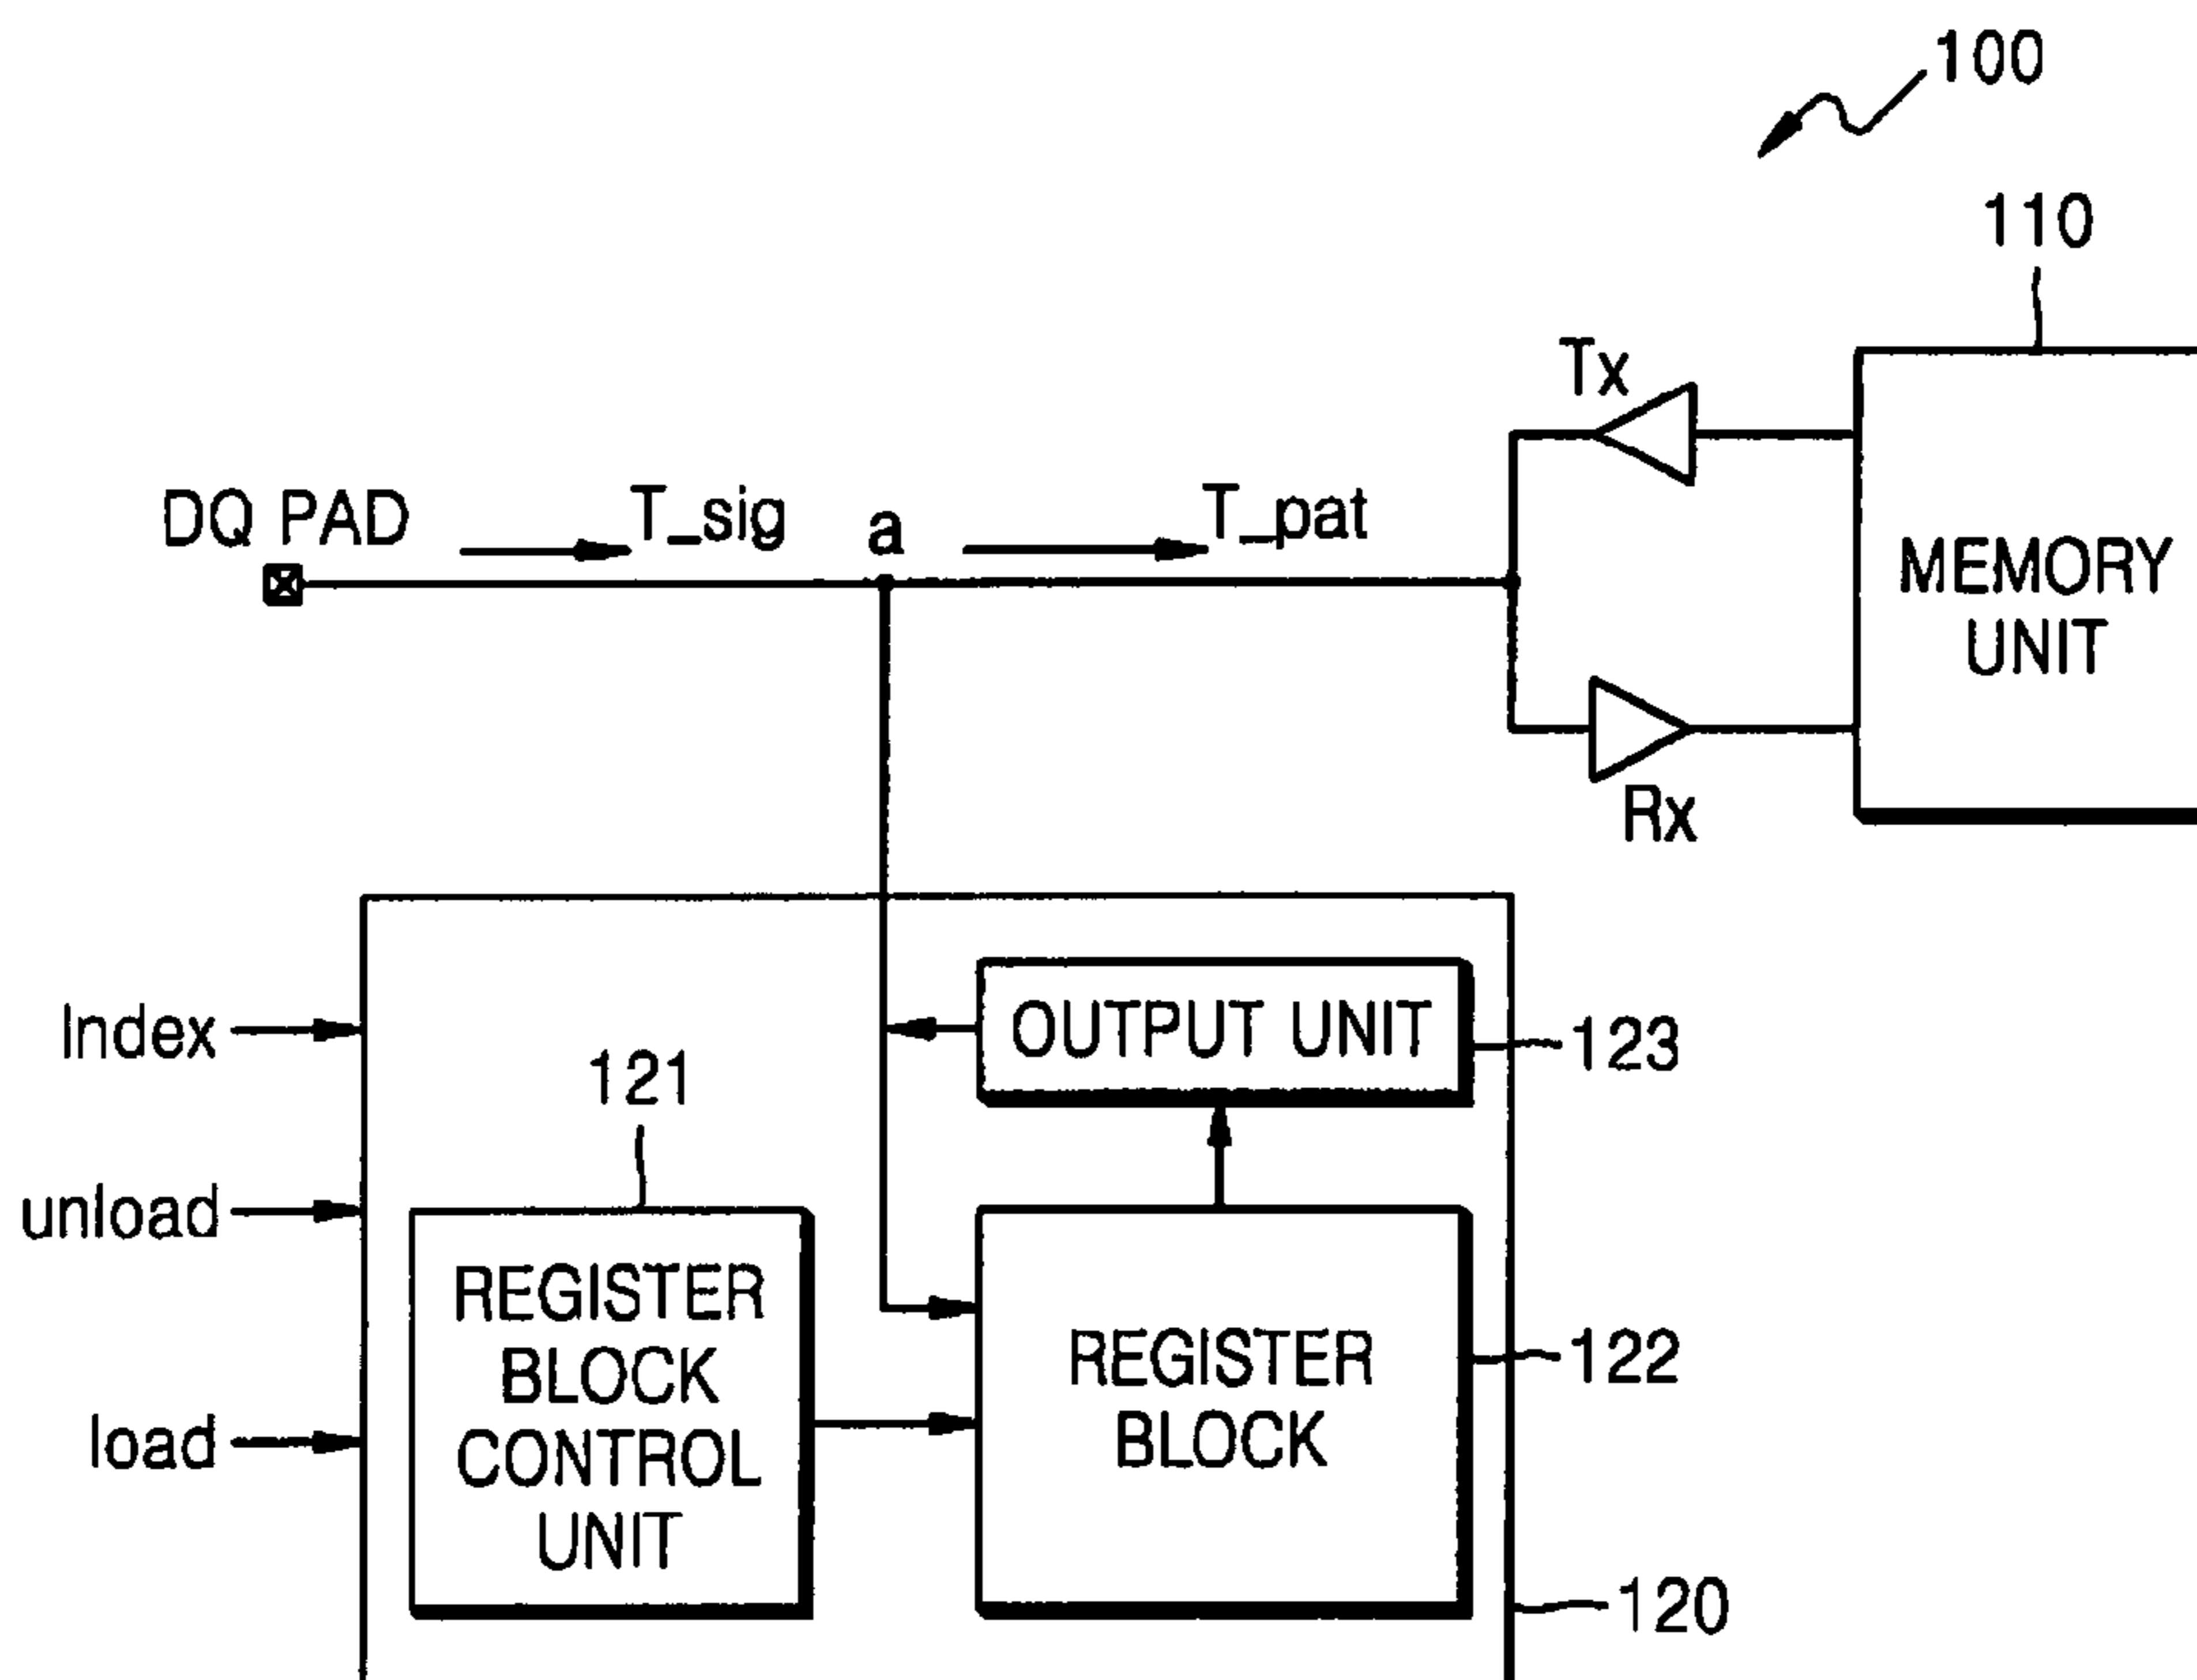 100
110
Tx
DQ PAD
T_sig
a
T_pat
MEMORY
UNIT
Rx
Index
OUTPUT UNIT
123
121
unload
REGISTER
BLOCK
CONTROL
UNIT
REGISTER
BLOCK
122
load
120